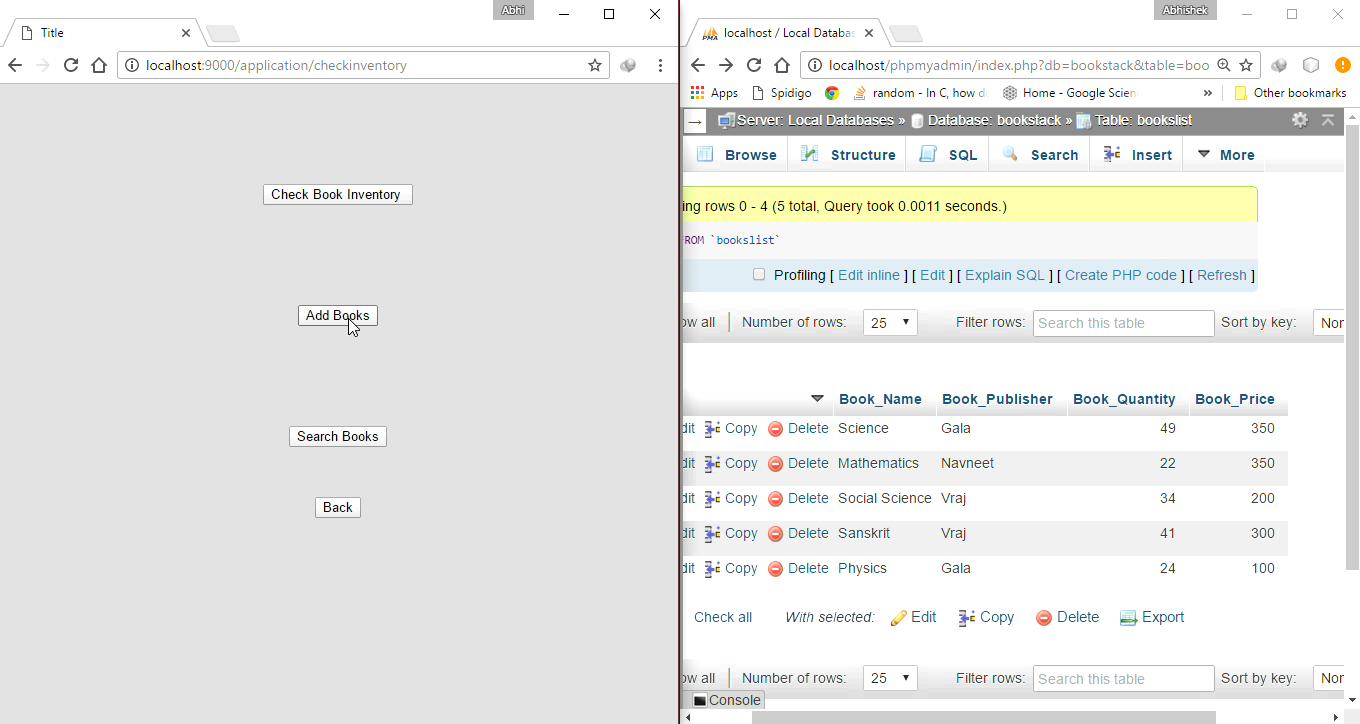 Abhi
Title
localhost:9000/application/checkinventory
Check Book Inventory
Add Books
Search Books
Back
Abhishek
localhost / Local Databas
localhost/phpmyadmin/index.php?db=bookstack&table=boo
Apps Spidigo random - In C, how do Home - Google Scien » Other bookmarks
Server: Local Databases » Database: bookstack » Table: bookslist
Browse Structure SQL Search Insert More
ing rows 0 - 4 (5 total, Query took 0.0011 seconds.)
FROM `bookslist`
Profiling [ Edit inline ] [ Edit ] [ Explain SQL ] [ Create PHP code ] [ Refresh ]
ow all Number of rows: 25 Filter rows: Search this table Sort by key: Non
Book_Name Book_Publisher Book_Quantity Book_Price
dit Copy Delete Science Gala 49 350
dit Copy Delete Mathematics Navneet 22 350
dit Copy Delete Social Science Vraj 34 200
dit Copy Delete Sanskrit Vraj 41 300
dit Copy Delete Physics Gala 24 100
Check all With selected: Edit Copy Delete Export
ow all Number of rows: 25 Filter rows: Search this table Sort by key: Non
Console